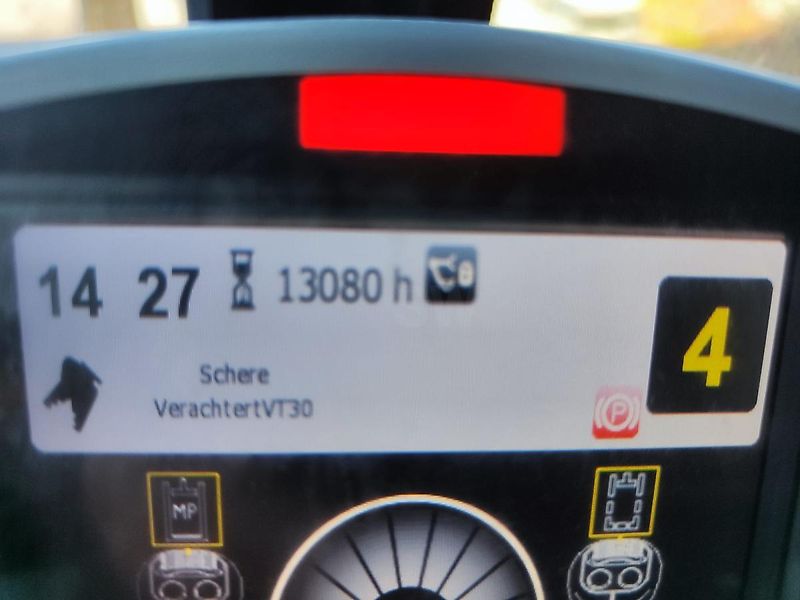 14 27 13080 h
4
Schere
VerachtertVT30
P
MP